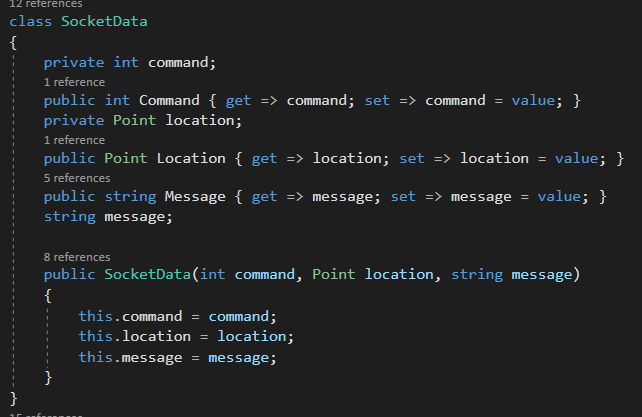 12 references
class SocketData
{
private int command;
1 reference
public int Command { get => command; set => command = value; }
private Point location;
1 reference
public Point Location { get => location; set => location = value; }
5 references
public string Message { get => message; set => message = value; }
string message;
8 references
public SocketData(int command, Point location, string message)
{
this.command = command;
this.location = location;
this.message = message;
}
}
15 references